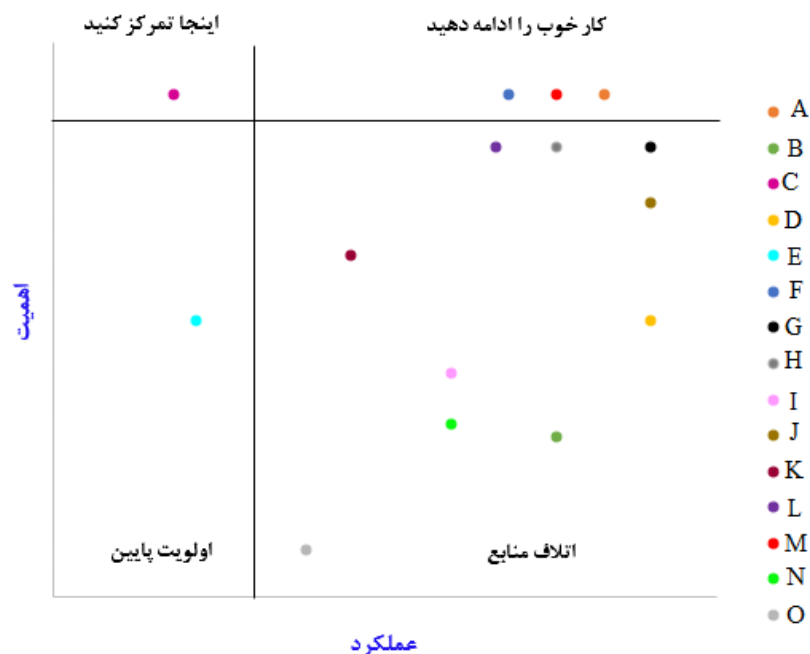 کار خوب را ادامه دهید
اینجا تمرکز کنید
A
B
C
D
E
F
G
H
I
J
K
L
M
N
O
اهمیت
اتلاف منابع
اولویت پایین
عملکرد